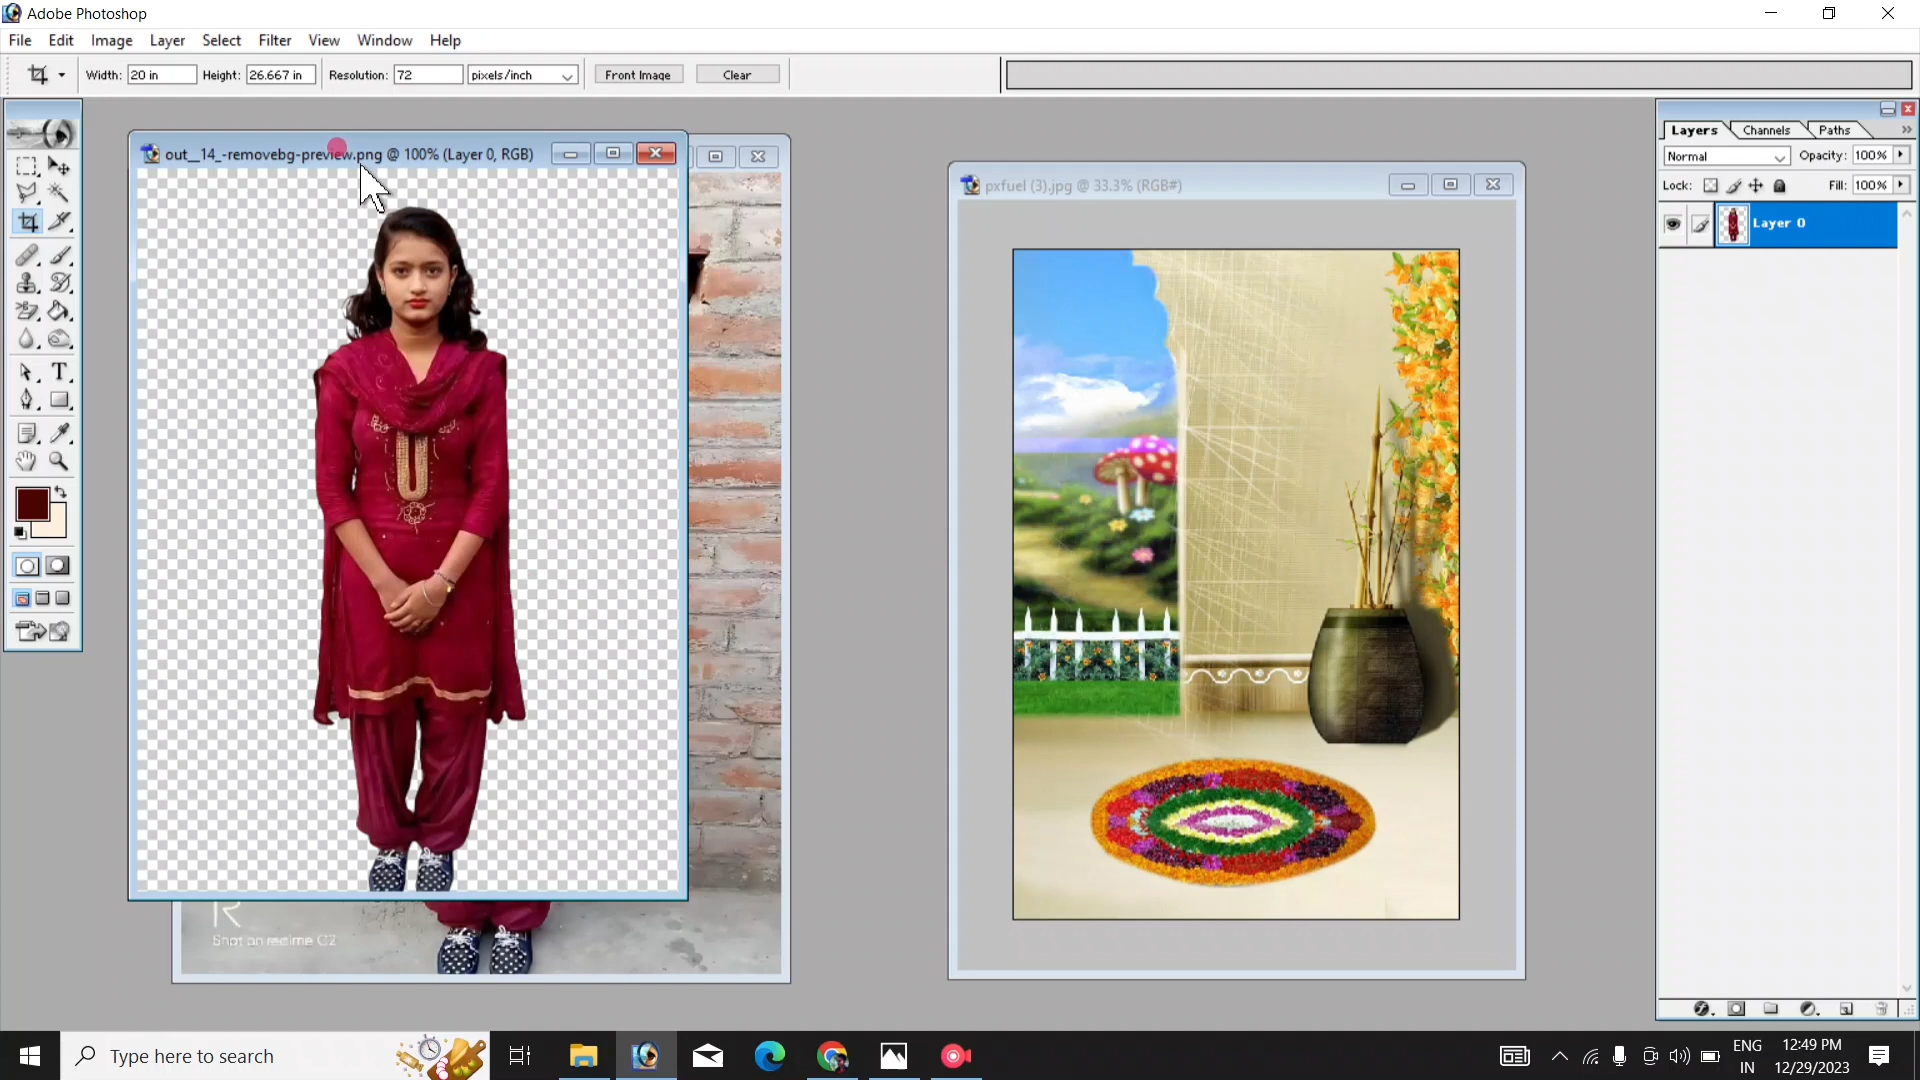 Adobe Photoshop
File Edit Image Layer Select Filter View Window Help
Width: 20 in Height: 26.667 in Resolution: 72 pixels/inch Front Image Clear
out__14_-removebg-preview.png @ 100% (Layer 0, RGB)
pxfuel (3).jpg @ 33.3% (RGB#)
Layers Channels Paths
Normal Opacity: 100%
Lock: Fill: 100%
Layer 0
R
Shot on realme C2
Type here to search
ENG
IN
12:49 PM
12/29/2023